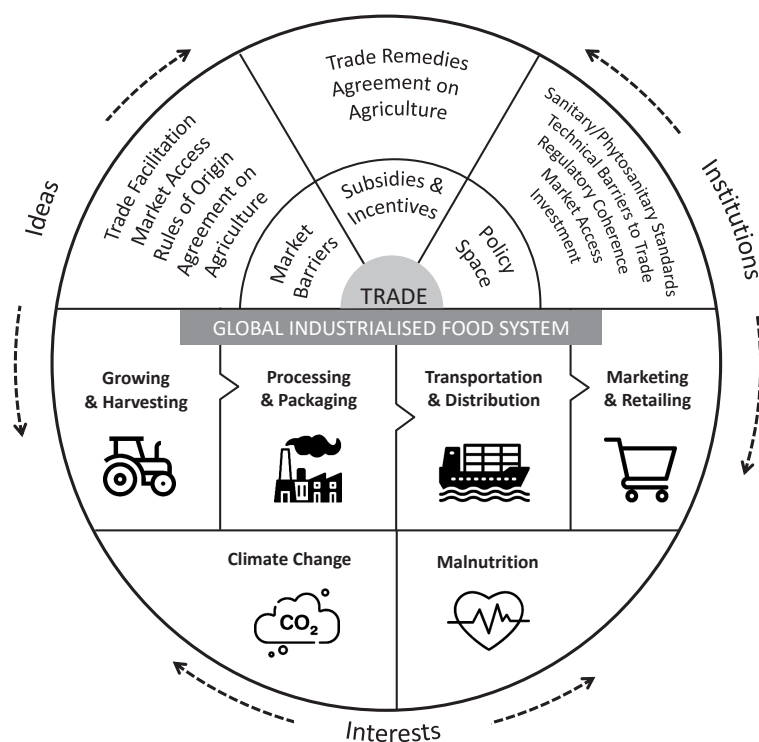 Ideas
Institutions
Trade Facilitation
Market Access
Rules of Origin
Agreement on
Agriculture
Trade Remedies
Agreement on
Agriculture
Sanitary/Phytosanitary Standards
Technical Barriers to Trade
Regulatory Coherence
Market Access
Investment
Market
Barriers
Subsidies &
Incentives
Policy
Space
TRADE
GLOBAL INDUSTRIALISED FOOD SYSTEM
Growing
& Harvesting
Processing
& Packaging
Transportation
& Distribution
Marketing
& Retailing
Climate Change
CO₂
Malnutrition
Interests